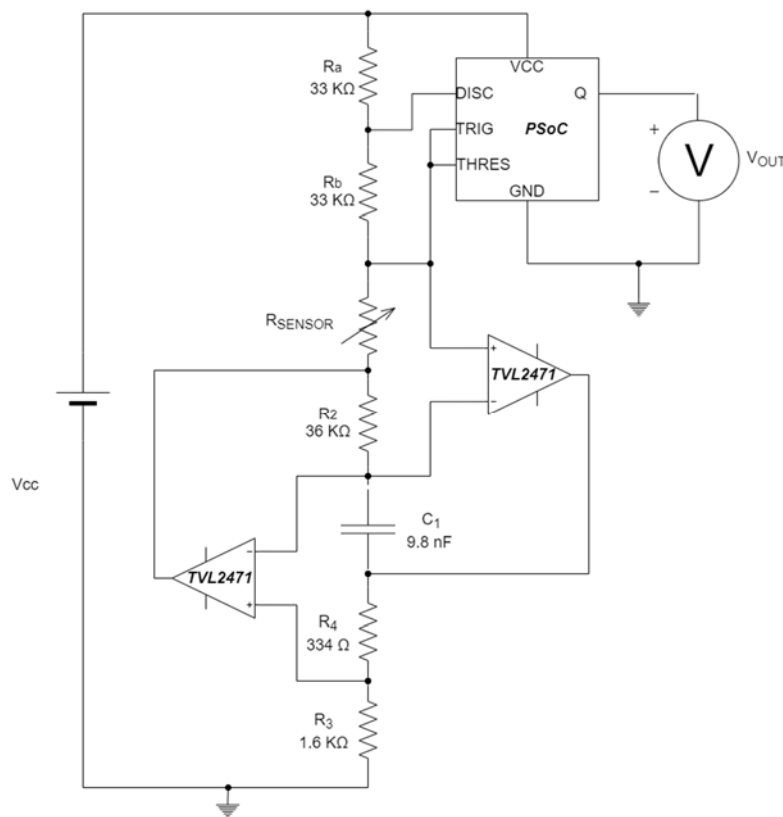 Ra
33 KΩ
VCC
DISC
Q
TRIG
PSoC
THRES
GND
+
V
−
VOUT
Rb
33 KΩ
RSENSOR
+
TVL2471
−
R2
36 KΩ
Vcc
C1
9.8 nF
−
TVL2471
+
R4
334 Ω
R3
1.6 KΩ